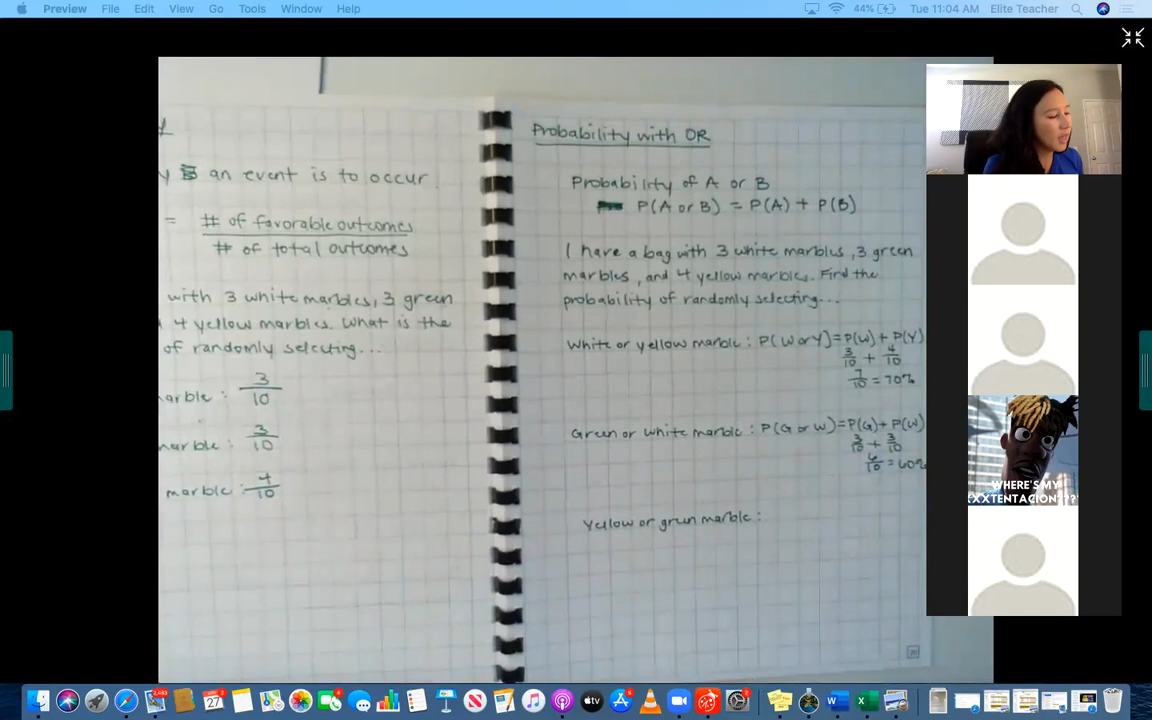 Preview File Edit View Go Tools Window Help
44% Tue 11:04 AM Elite Teacher
y an event is to occur
= # of favorable outcomes
# of total outcomes
with 3 white marbles, 3 green
4 yellow marbles. What is the
of randomly selecting...
arble : 3/10
marble : 3/10
marble : 4/10
Probability with OR
Probability of A or B
P(A or B) = P(A) + P(B)
I have a bag with 3 white marbles, 3 green
marbles, and 4 yellow marbles. Find the
probability of randomly selecting...
White or yellow marble : P(W or Y) = P(W) + P(Y)
3/10 + 4/10
7/10 = 70%
Green or white marble : P(G or W) = P(G) + P(W)
3/10 + 3/10
6/10 = 60%
Yellow or green marble :
WHERE'S MY
XXTENTACION????
27